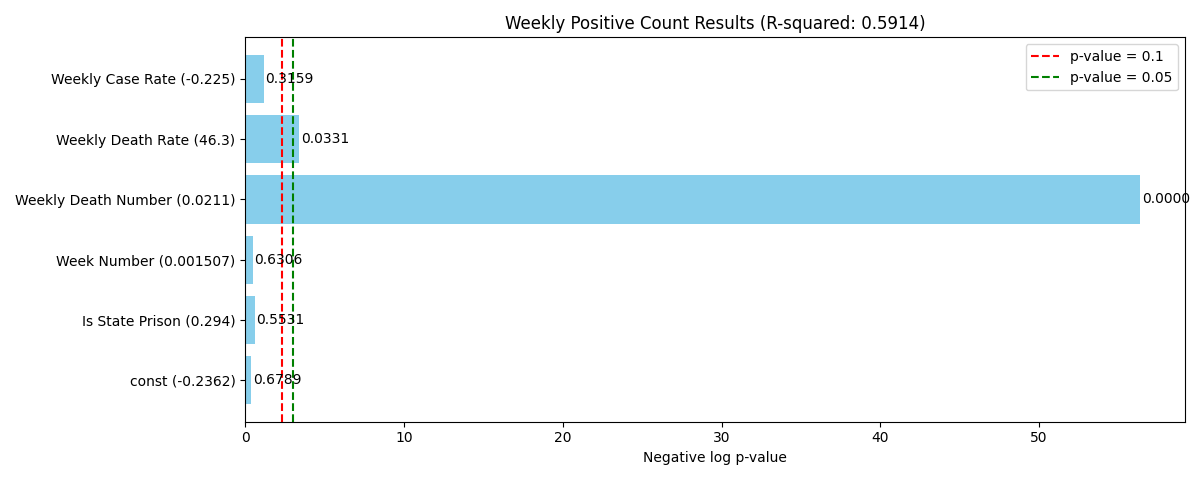 Weekly Positive Count Results (R-squared: 0.5914)
p-value = 0.1
p-value = 0.05
Weekly Case Rate (-0.225)
0.3159
Weekly Death Rate (46.3)
0.0331
Weekly Death Number (0.0211)
0.0000
Week Number (0.001507)
0.6306
Is State Prison (0.294)
0.5531
const (-0.2362)
0.6789
0 10 20 30 40 50
Negative log p-value